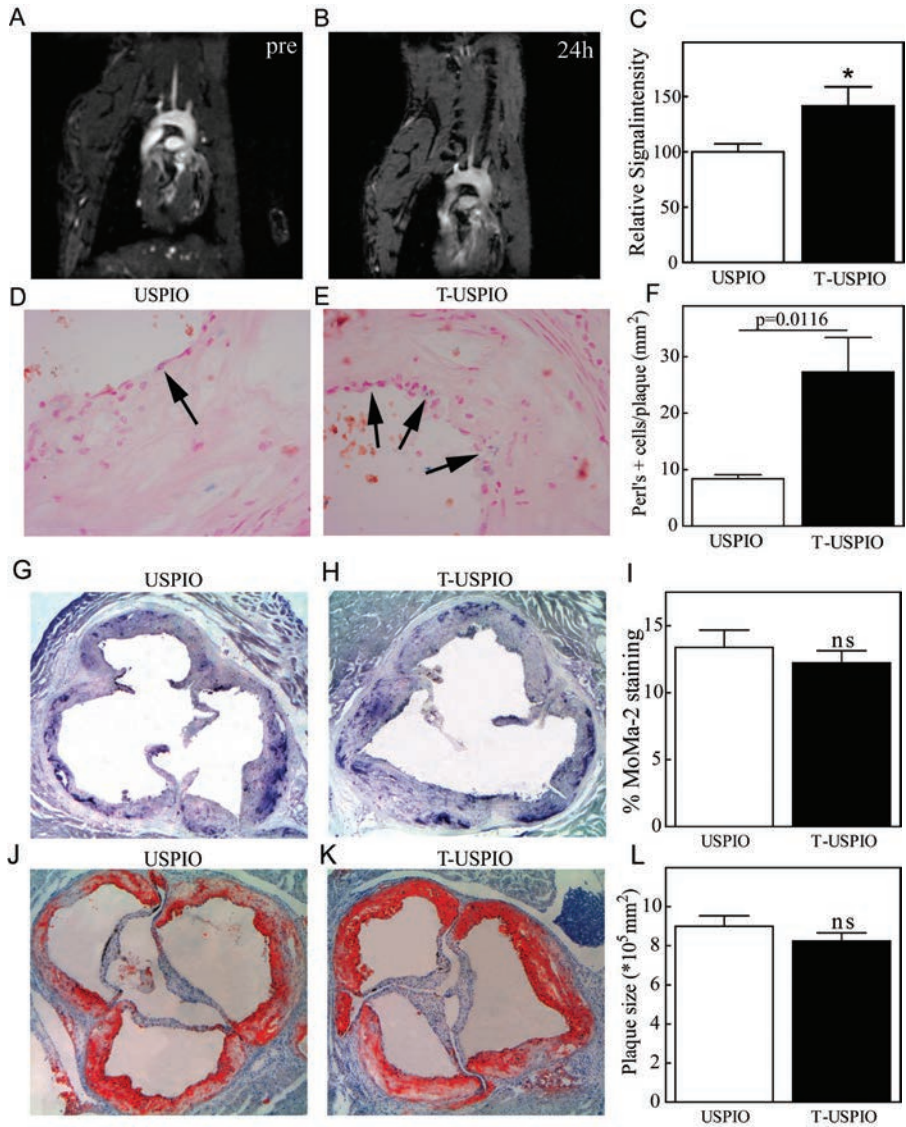 A
pre
B
24h
C
Relative Signalintensity
150
100
50
0
*
USPIO
T-USPIO
D
USPIO
E
T-USPIO
F
Perl's + cells/plaque (mm²)
30
20
10
0
p=0.0116
USPIO
T-USPIO
G
USPIO
H
T-USPIO
I
% MoMa-2 staining
15
10
5
0
ns
USPIO
T-USPIO
J
USPIO
K
T-USPIO
L
Plaque size (*10⁵mm²)
10
8
6
4
2
0
ns
USPIO
T-USPIO